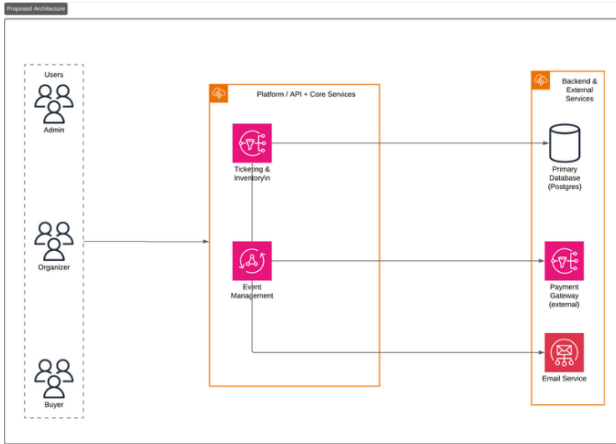 Proposed Architecture
Users
Admin
Organizer
Buyer
Platform / API + Core Services
Ticketing &
Inventory\n
Event
Management
Backend &
External
Services
Primary
Database
(Postgres)
Payment
Gateway
(external)
Email Service